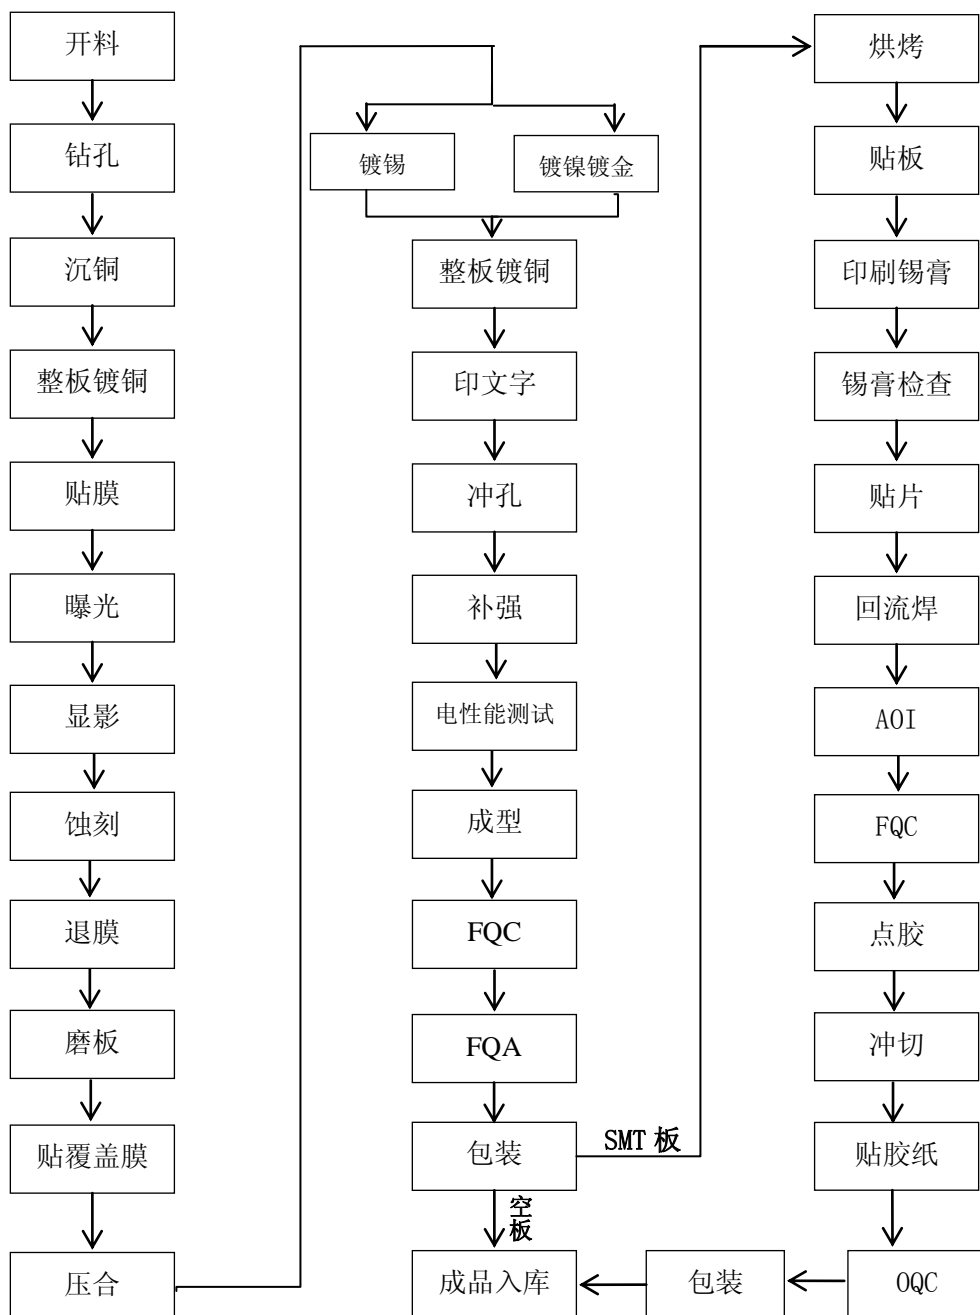 开料
钻孔
沉铜
整板镀铜
贴膜
曝光
显影
蚀刻
退膜
磨板
贴覆盖膜
压合
镀锡
镀镍镀金
整板镀铜
印文字
冲孔
补强
电性能测试
成型
FQC
FQA
包装
SMT 板
空板
成品入库
烘烤
贴板
印刷锡膏
锡膏检查
贴片
回流焊
AOI
FQC
点胶
冲切
贴胶纸
OQC
包装